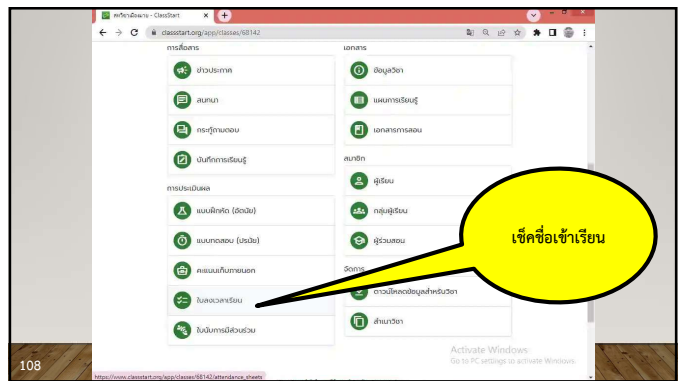 สหวิชาเมือนาย - ClassStart
classstart.org/app/classes/68142
การสื่อสาร
ข่าวประกาศ
สนทนา
กระทู้ถามตอบ
บันทึกการเรียนรู้
การประเมินผล
แบบฝึกหัด (อัตนัย)
แบบทดสอบ (ปรนัย)
คะแนนเก็บภายนอก
ใบลงเวลาเรียน
ใบนับการมีส่วนร่วม
เอกสาร
ข้อมูลวิชา
แผนการเรียนรู้
เอกสารการสอน
สมาชิก
ผู้เรียน
กลุ่มผู้เรียน
ผู้ร่วมสอน
จัดการ
ดาวน์โหลดข้อมูลสำหรับวิชา
สำเนาวิชา
เช็คชื่อเข้าเรียน
Activate Windows
Go to PC settings to activate Windows.
https://www.classstart.org/app/classes/68142/attendance_sheets
108